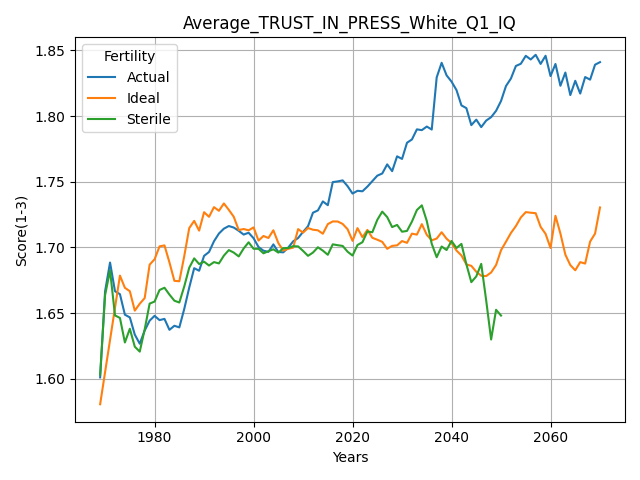 Average_TRUST_IN_PRESS_White_Q1_IQ
Fertility
Actual
Ideal
Sterile
1.85
1.80
1.75
1.70
1.65
1.60
Score(1-3)
1980 2000 2020 2040 2060
Years